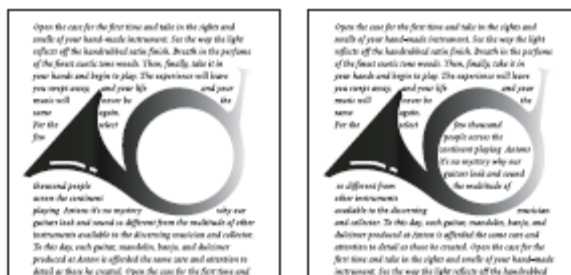 Open the case for the first time and take in the sights and
smells of your hand-made instrument. See the way the light
reflects off the handrubbed satin finish. Breath in the perfume
of the finest exotic tone woods. Then, finally, take it in
your hands and begin to play. The experience will leave
you swept away, and your life and your
music will never be the
same again.
For the select
few
thousand people
across the continent
playing Antons it's no mystery why our
guitars look and sound so different from the multitude of other
instruments available to the discerning musician and collector.
To this day, each guitar, mandolin, banjo, and dulcimer
produced at Anton is afforded the same care and attention to
detail as those he created. Open the case for the first time and
Open the case for the first time and take in the sights and
smells of your hand-made instrument. See the way the light
reflects off the handrubbed satin finish. Breath in the perfume
of the finest exotic tone woods. Then, finally, take it in
your hands and begin to play. The experience will leave
you swept away, and your life and your
music will never be the
same again.
For the select few thousand
people across the
continent playing Antons
it's no mystery why our
guitars look and sound
so different from the multitude of
other instruments
available to the discerning musician
and collector. To this day, each guitar, mandolin, banjo, and
dulcimer produced at Anton is afforded the same care and
attention to detail as those he created. Open the case for the
first time and take in the sights and smells of your hand-made
instrument. See the way the light reflects off the handrubbed